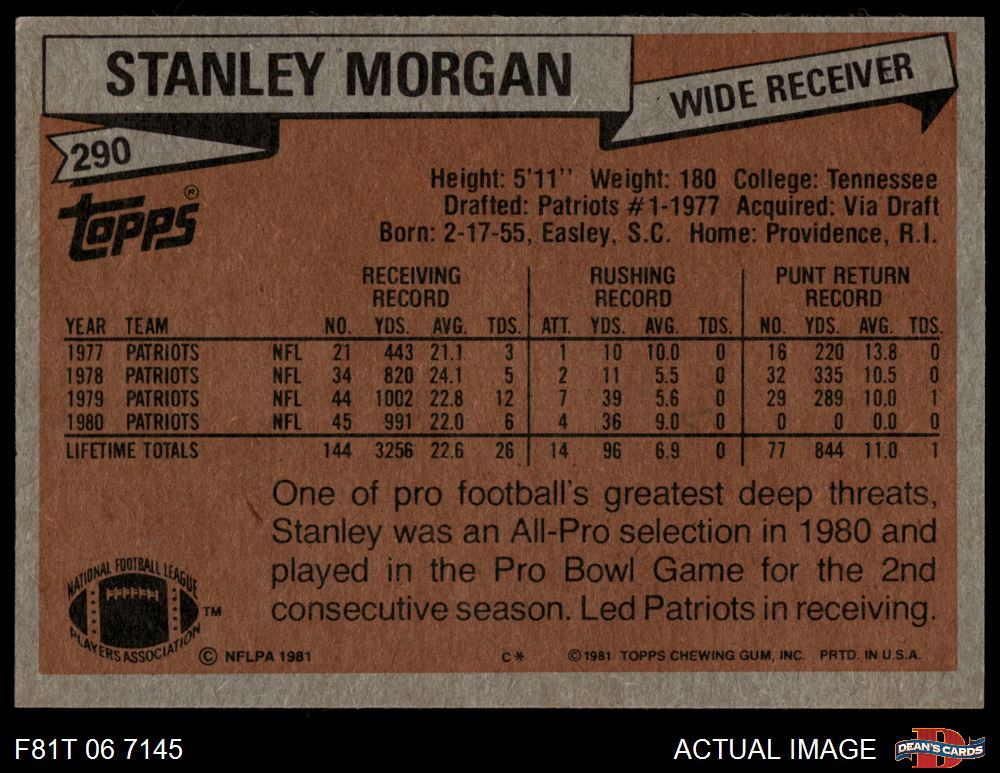 STANLEY MORGAN
WIDE RECEIVER
290
topps®
Height: 5'11'' Weight: 180 College: Tennessee
Drafted: Patriots #1-1977 Acquired: Via Draft
Born: 2-17-55, Easley, S.C. Home: Providence, R.I.
RECEIVING RECORD RUSHING RECORD PUNT RETURN RECORD
YEAR TEAM NO. YDS. AVG. TDS. ATT. YDS. AVG. TDS. NO. YDS. AVG. TDS.
1977 PATRIOTS NFL 21 443 21.1 3 1 10 10.0 0 16 220 13.8 0
1978 PATRIOTS NFL 34 820 24.1 5 2 11 5.5 0 32 335 10.5 0
1979 PATRIOTS NFL 44 1002 22.8 12 7 39 5.6 0 29 289 10.0 1
1980 PATRIOTS NFL 45 991 22.0 6 4 36 9.0 0 0 0 0.0 0
LIFETIME TOTALS 144 3256 22.6 26 14 96 6.9 0 77 844 11.0 1
One of pro football's greatest deep threats,
Stanley was an All-Pro selection in 1980 and
played in the Pro Bowl Game for the 2nd
consecutive season. Led Patriots in receiving.
NATIONAL FOOTBALL LEAGUE
PLAYERS ASSOCIATION
TM
© NFLPA 1981 C* © 1981 TOPPS CHEWING GUM, INC. PRTD. IN U.S.A.
F81T 06 7145 ACTUAL IMAGE
D
DEAN'S CARDS